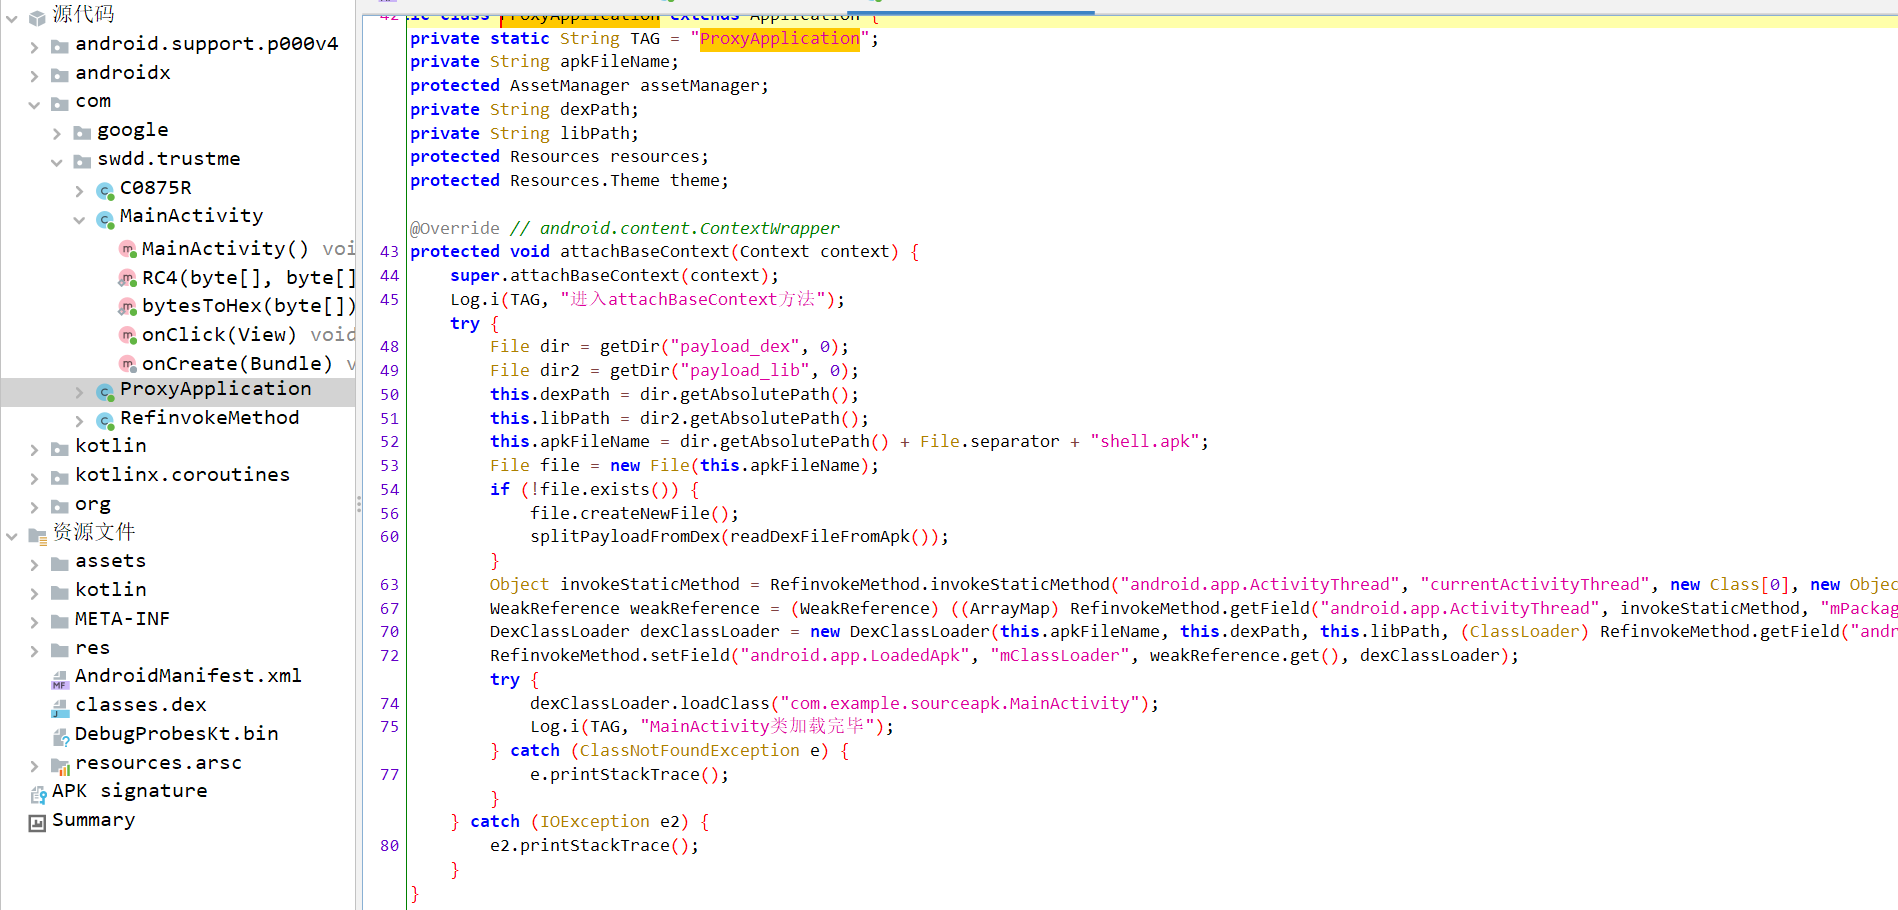 源代码
android.support.p000v4
androidx
com
google
swdd.trustme
C0875R
MainActivity
MainActivity() voi
RC4(byte[], byte[]
bytesToHex(byte[])
onClick(View) void
onCreate(Bundle) v
ProxyApplication
RefinvokeMethod
kotlin
kotlinx.coroutines
org
资源文件
assets
kotlin
META-INF
res
AndroidManifest.xml
classes.dex
DebugProbesKt.bin
resources.arsc
APK signature
Summary
42 ic class ProxyApplication extends Application {
private static String TAG = "ProxyApplication";
private String apkFileName;
protected AssetManager assetManager;
private String dexPath;
private String libPath;
protected Resources resources;
protected Resources.Theme theme;
@Override // android.content.ContextWrapper
43 protected void attachBaseContext(Context context) {
44 super.attachBaseContext(context);
45 Log.i(TAG, "进入attachBaseContext方法");
try {
48 File dir = getDir("payload_dex", 0);
49 File dir2 = getDir("payload_lib", 0);
50 this.dexPath = dir.getAbsolutePath();
51 this.libPath = dir2.getAbsolutePath();
52 this.apkFileName = dir.getAbsolutePath() + File.separator + "shell.apk";
53 File file = new File(this.apkFileName);
54 if (!file.exists()) {
56 file.createNewFile();
60 splitPayloadFromDex(readDexFileFromApk());
}
63 Object invokeStaticMethod = RefinvokeMethod.invokeStaticMethod("android.app.ActivityThread", "currentActivityThread", new Class[0], new Objec
67 WeakReference weakReference = (WeakReference) ((ArrayMap) RefinvokeMethod.getField("android.app.ActivityThread", invokeStaticMethod, "mPackag
70 DexClassLoader dexClassLoader = new DexClassLoader(this.apkFileName, this.dexPath, this.libPath, (ClassLoader) RefinvokeMethod.getField("andr
72 RefinvokeMethod.setField("android.app.LoadedApk", "mClassLoader", weakReference.get(), dexClassLoader);
try {
74 dexClassLoader.loadClass("com.example.sourceapk.MainActivity");
75 Log.i(TAG, "MainActivity类加载完毕");
} catch (ClassNotFoundException e) {
77 e.printStackTrace();
}
} catch (IOException e2) {
80 e2.printStackTrace();
}
}